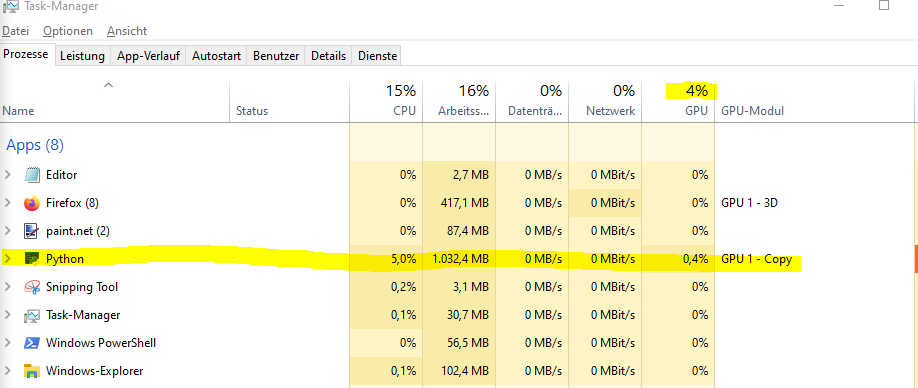 Task-Manager
Datei Optionen Ansicht
Prozesse Leistung App-Verlauf Autostart Benutzer Details Dienste
15% 16% 0% 0% 4%
Name Status CPU Arbeitss... Datenträ... Netzwerk GPU GPU-Modul
Apps (8)
Editor 0% 2,7 MB 0 MB/s 0 MBit/s 0%
Firefox (8) 0% 417,1 MB 0 MB/s 0 MBit/s 0% GPU 1 - 3D
paint.net (2) 0% 87,4 MB 0 MB/s 0 MBit/s 0%
Python 5,0% 1.032,4 MB 0 MB/s 0 MBit/s 0,4% GPU 1 - Copy
Snipping Tool 0,2% 3,1 MB 0 MB/s 0 MBit/s 0%
Task-Manager 0,1% 30,7 MB 0 MB/s 0 MBit/s 0%
Windows PowerShell 0% 56,5 MB 0 MB/s 0 MBit/s 0%
Windows-Explorer 0,1% 102,4 MB 0 MB/s 0 MBit/s 0%